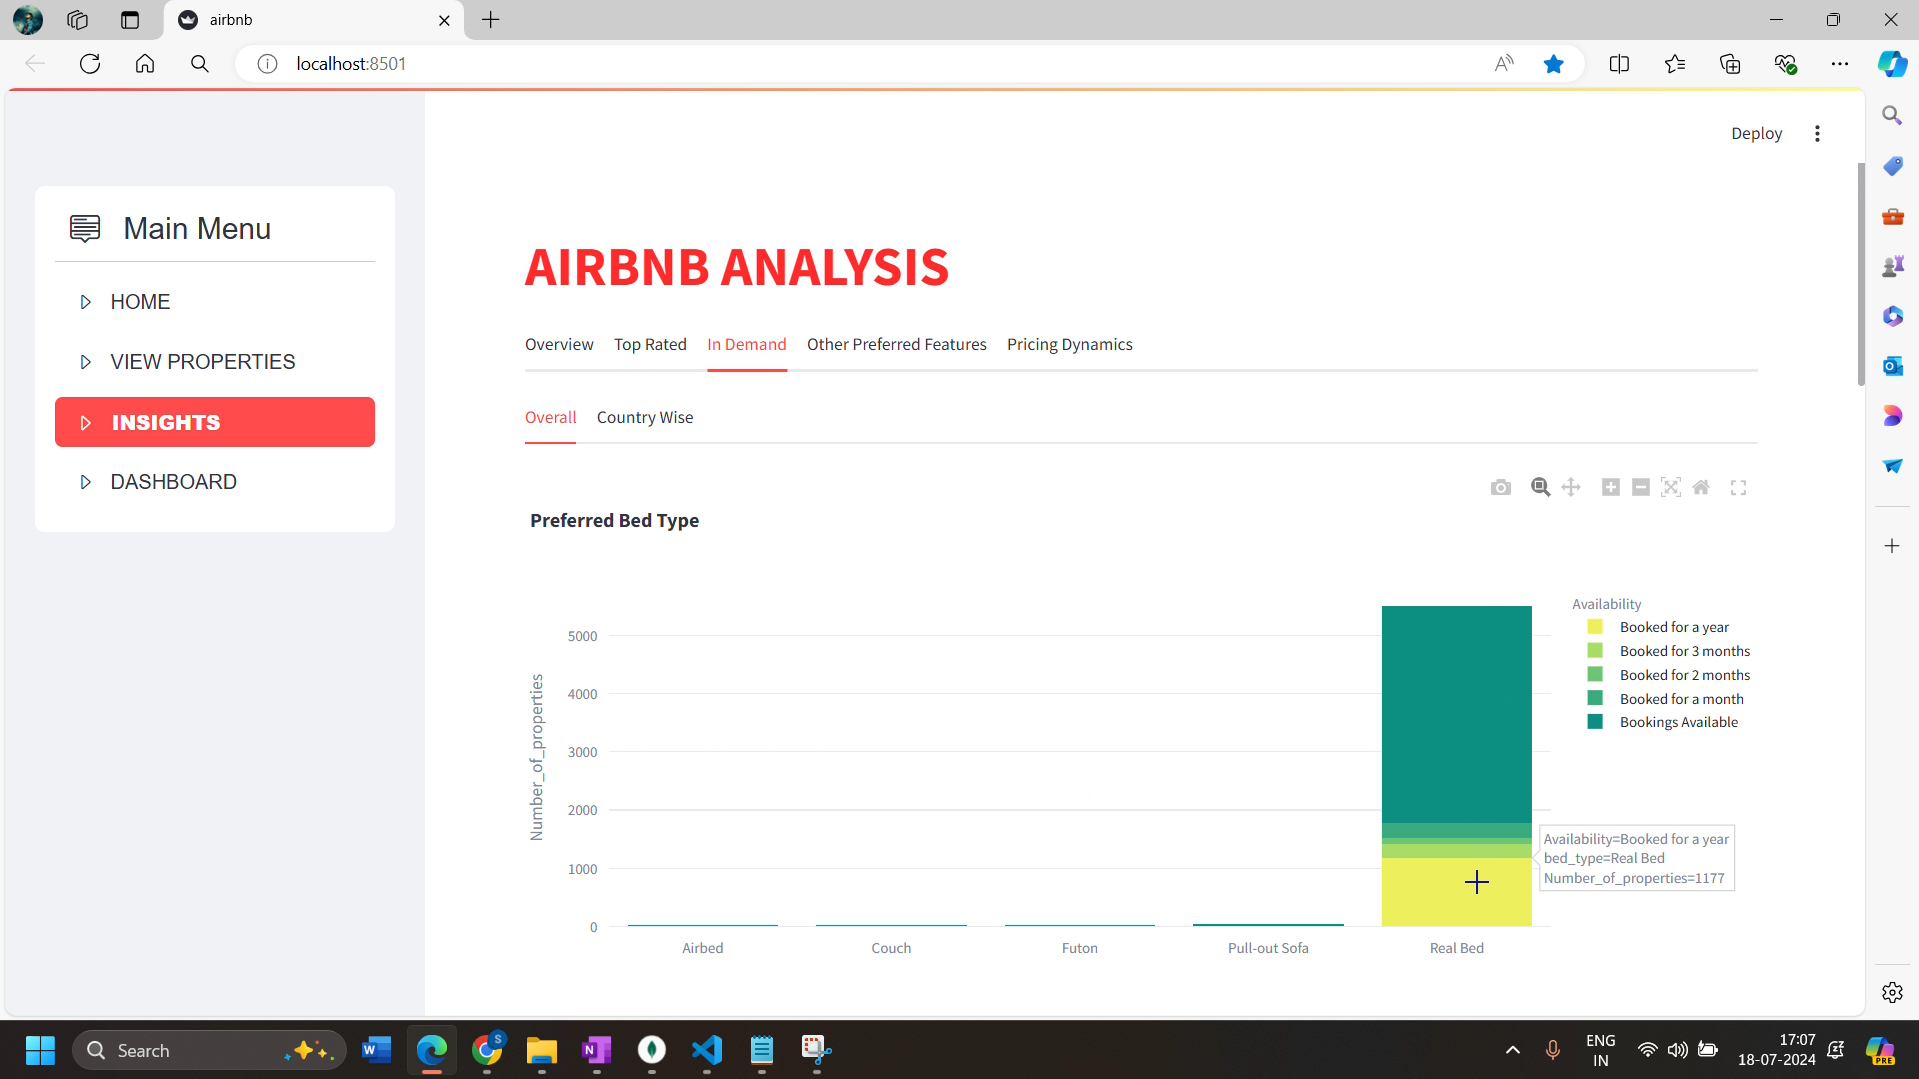 airbnb
localhost:8501
Deploy
Main Menu
HOME
VIEW PROPERTIES
INSIGHTS
DASHBOARD
AIRBNB ANALYSIS
Overview Top Rated In Demand Other Preferred Features Pricing Dynamics
Overall Country Wise
Preferred Bed Type
Number_of_properties
5000
4000
3000
2000
1000
0
Airbed Couch Futon Pull-out Sofa Real Bed
Availability
Booked for a year
Booked for 3 months
Booked for 2 months
Booked for a month
Bookings Available
Availability=Booked for a year
bed_type=Real Bed
Number_of_properties=1177
Search
S
N
ENG
IN
17:07
18-07-2024
PRE